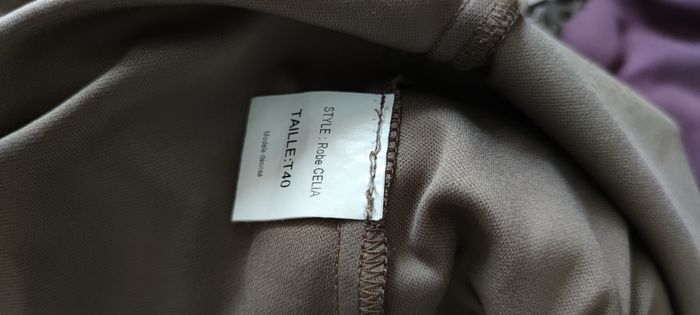 STYLE : Robe CELIA
TAILLE:T40
Modèle déposé